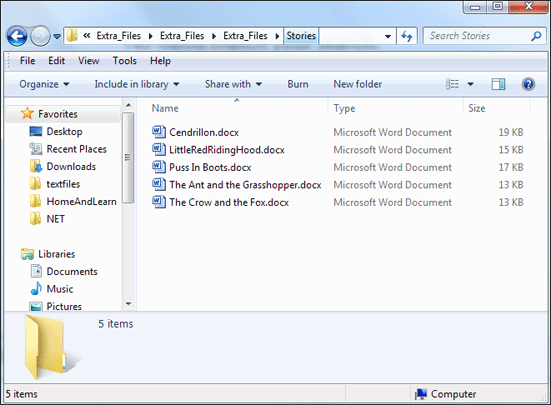 « Extra_Files ▸ Extra_Files ▸ Extra_Files ▸ Stories
Search Stories
File Edit View Tools Help
Organize Include in library Share with Burn New folder
Favorites
Desktop
Recent Places
Downloads
textfiles
HomeAndLearn
NET
Libraries
Documents
Music
Pictures
Name Type Size
Cendrillon.docx Microsoft Word Document 19 KB
LittleRedRidingHood.docx Microsoft Word Document 15 KB
Puss In Boots.docx Microsoft Word Document 17 KB
The Ant and the Grasshopper.docx Microsoft Word Document 13 KB
The Crow and the Fox.docx Microsoft Word Document 13 KB
5 items
5 items Computer